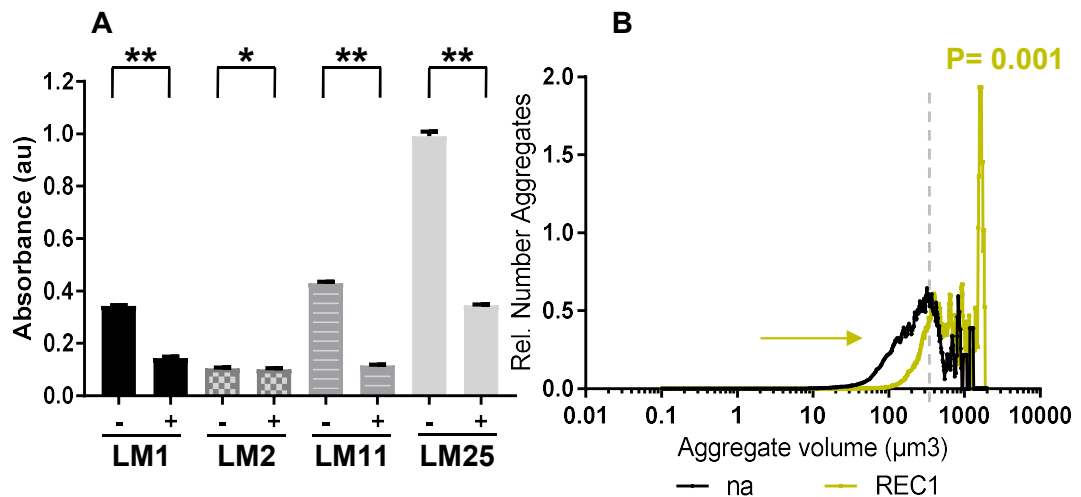 A
** * ** **
1.2
1.0
0.8
0.6
0.4
0.2
0.0
Absorbance (au)
- + - + - + - +
LM1 LM2 LM11 LM25
B
P= 0.001
2.0
1.5
1.0
0.5
0.0
Rel. Number Aggregates
0.01 0.1 1 10 100 1000 10000
Aggregate volume (µm3)
na REC1